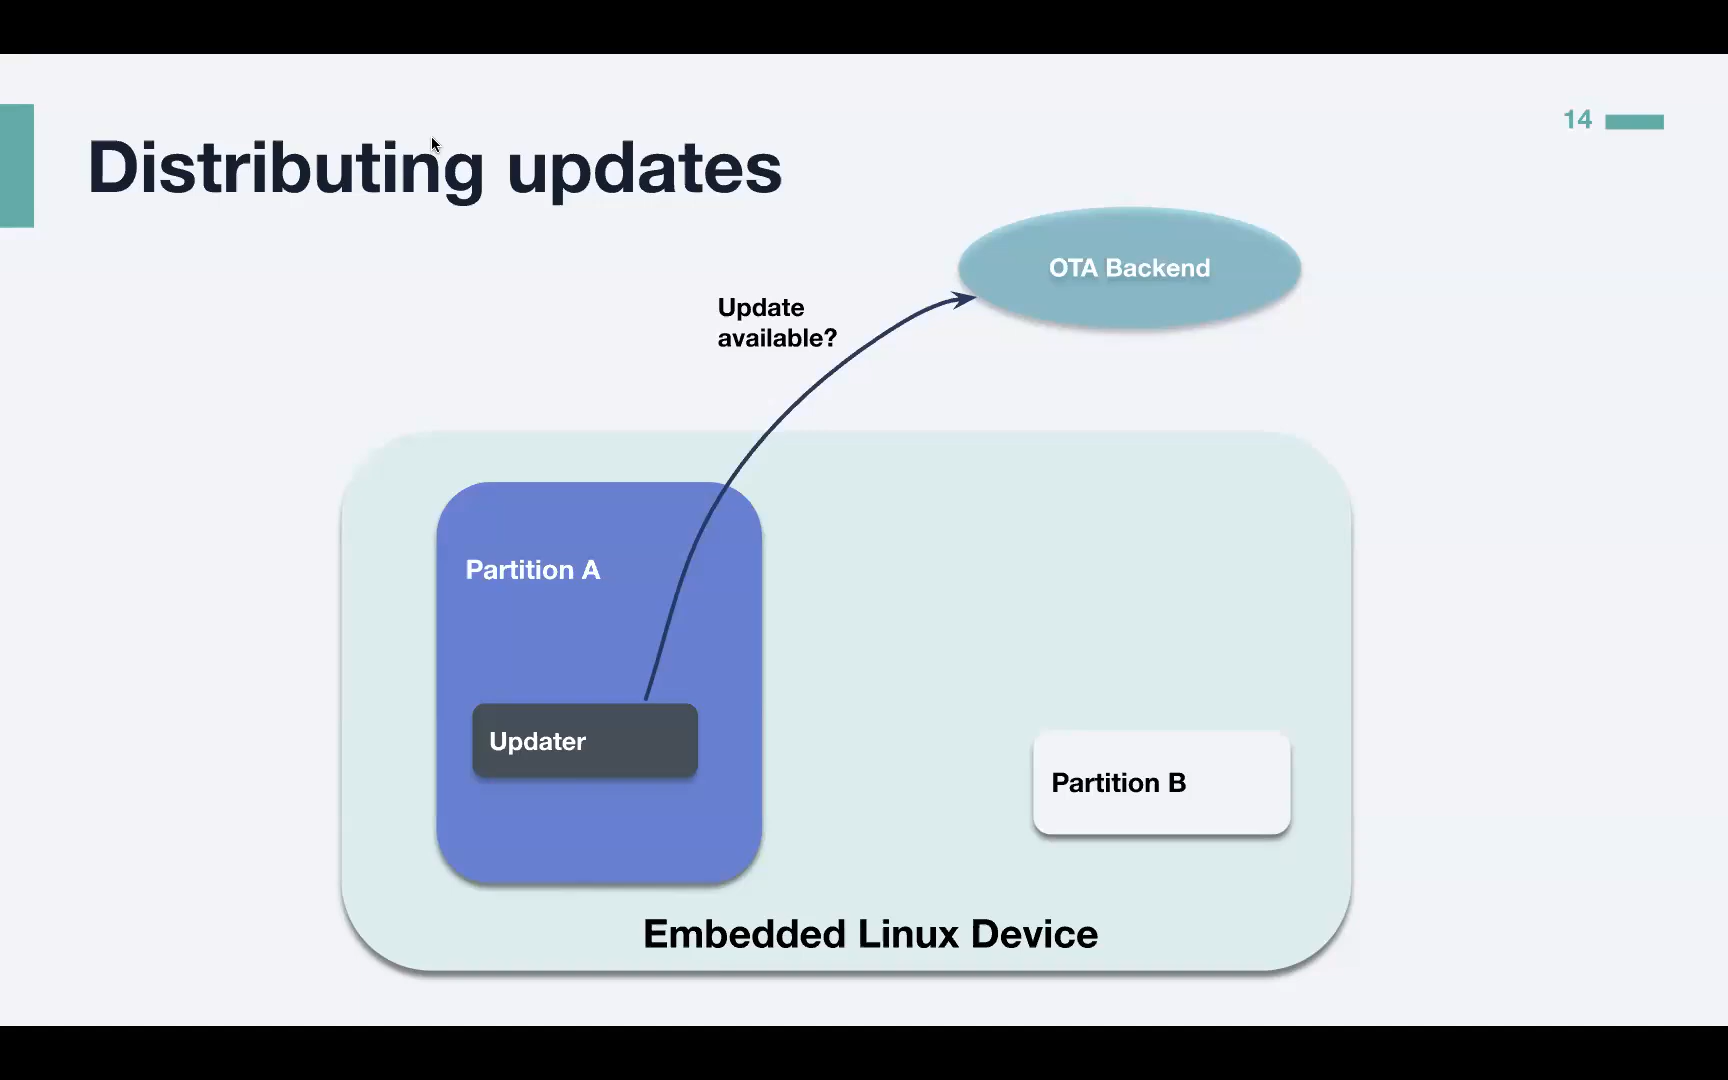 14
Distributing updates
OTA Backend
Update
available?
Partition A
Updater
Partition B
Embedded Linux Device